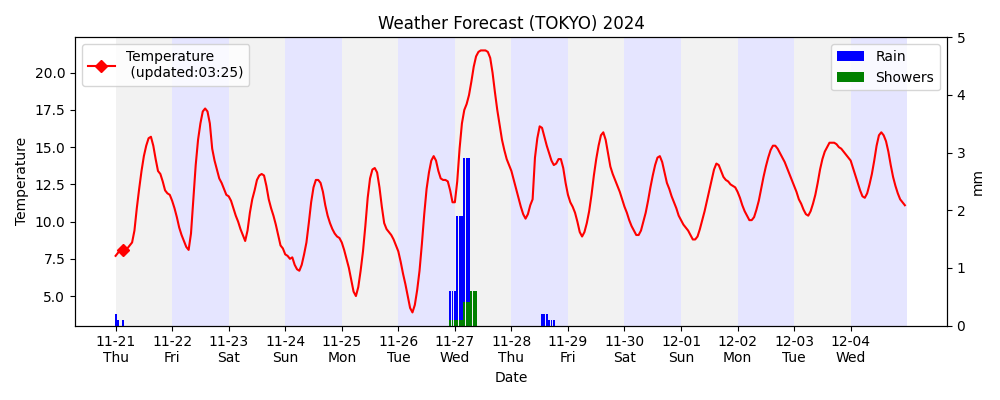 Weather Forecast (TOKYO) 2024
Temperature
(updated:03:25)
Rain
Showers
Temperature
20.0
17.5
15.0
12.5
10.0
7.5
5.0
5
4
3
2
1
0
mm
11-21 11-22 11-23 11-24 11-25 11-26 11-27 11-28 11-29 11-30 12-01 12-02 12-03 12-04
Thu Fri Sat Sun Mon Tue Wed Thu Fri Sat Sun Mon Tue Wed
Date